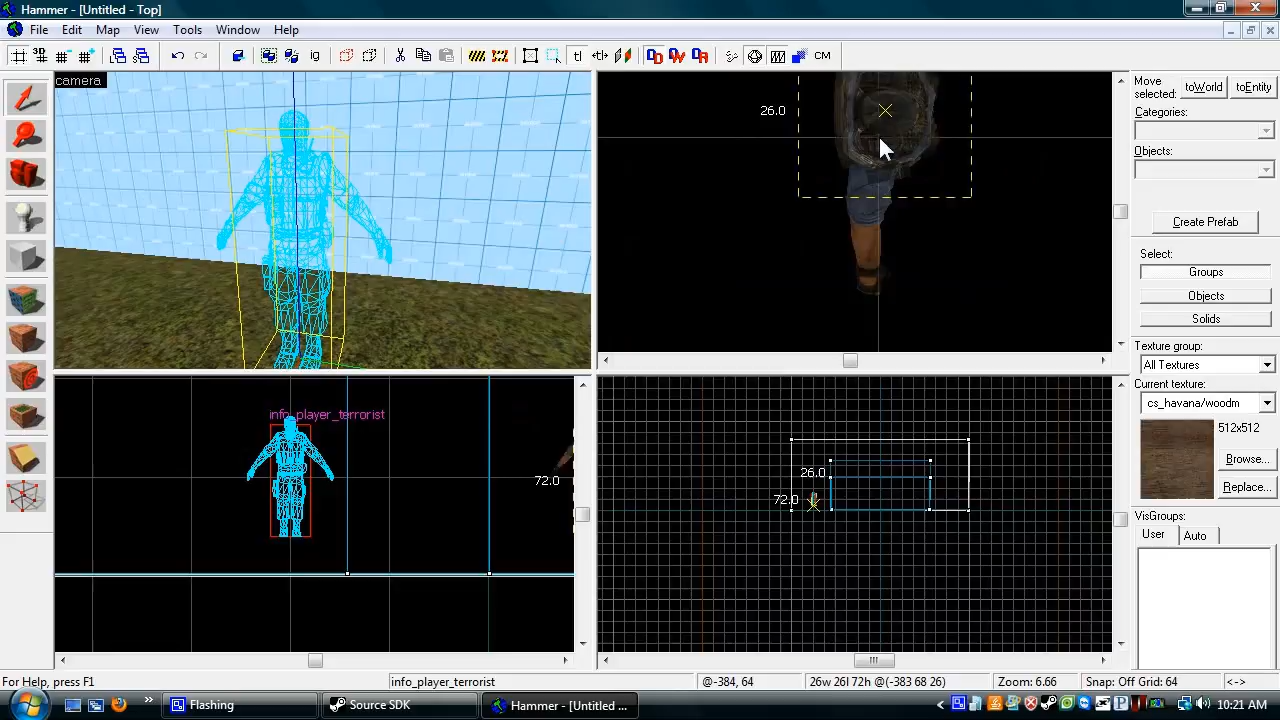 Hammer - [Untitled - Top]
File Edit Map View Tools Window Help
3D
iQ
tl
CM
camera
26.0
Move
selected:
toWorld
toEntity
Categories:
Objects:
Create Prefab
Select:
Groups
Objects
Solids
Texture group:
All Textures
Current texture:
cs_havana/woodm
512x512
Browse...
Replace...
VisGroups:
User Auto
info_player_terrorist
72.0
26.0
72.0
For Help, press F1
info_player_terrorist
@-384, 64
26w 26l 72h @(-383 68 26)
Zoom: 6.66
Snap: Off Grid: 64
<->
Flashing
Source SDK
Hammer - [Untitled ...
10:21 AM